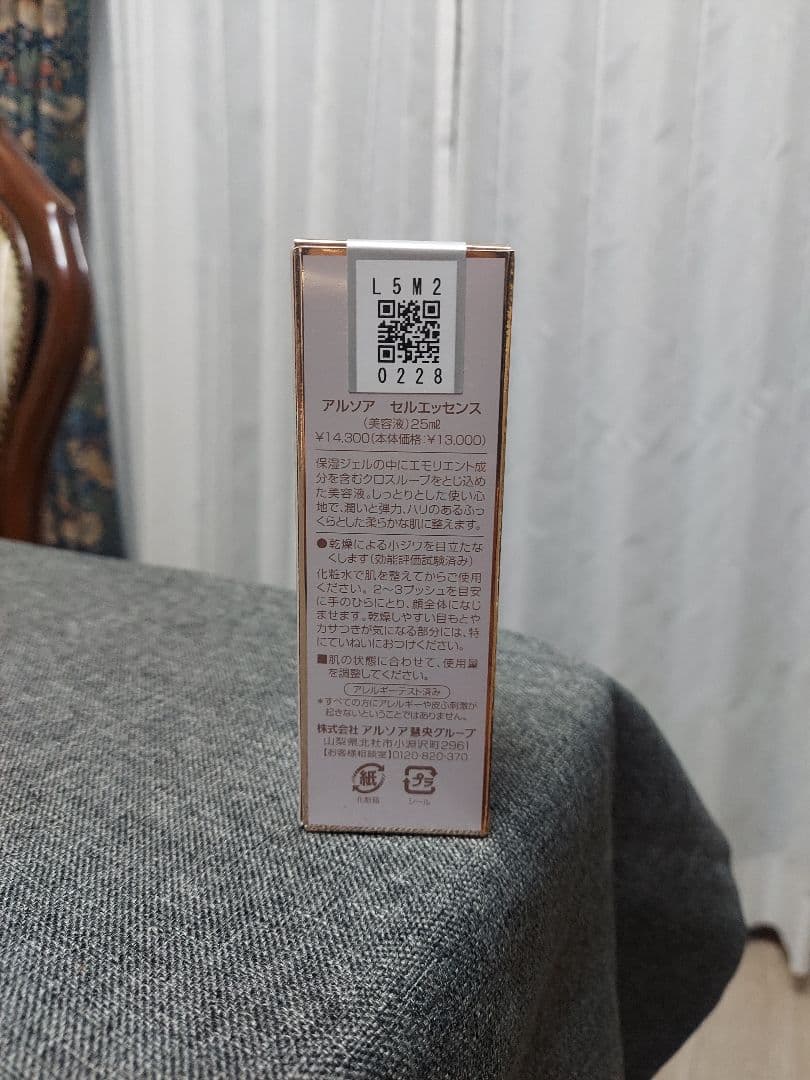 L5M2
0228
アルソア セルエッセンス
(美容液)25mℓ
¥14,300(本体価格:¥13,000)
保湿ジェルの中にエモリエント成
分を含むクロスループをとじ込め
た美容液。しっとりとした使い心
地で、潤いと弾力、ハリのあるふっ
くらとした柔らかな肌に整えます。
●乾燥による小ジワを目立たな
くします(効能評価試験済み)
化粧水で肌を整えてからご使用
ください。2〜3プッシュを目安
に手のひらにとり、顔全体になじ
ませます。乾燥しやすい目もとや
カサつきが気になる部分には、特
にていねいにおつけください。
■肌の状態に合わせて、使用量
を調整してください。
アレルギーテスト済み
*すべての方にアレルギーや皮ふ刺激が
起きないということではありません。
株式会社 アルソア慧央グループ
山梨県北杜市小淵沢町2961
【お客様相談室】0120-820-370
紙 プラ
化粧箱 シール